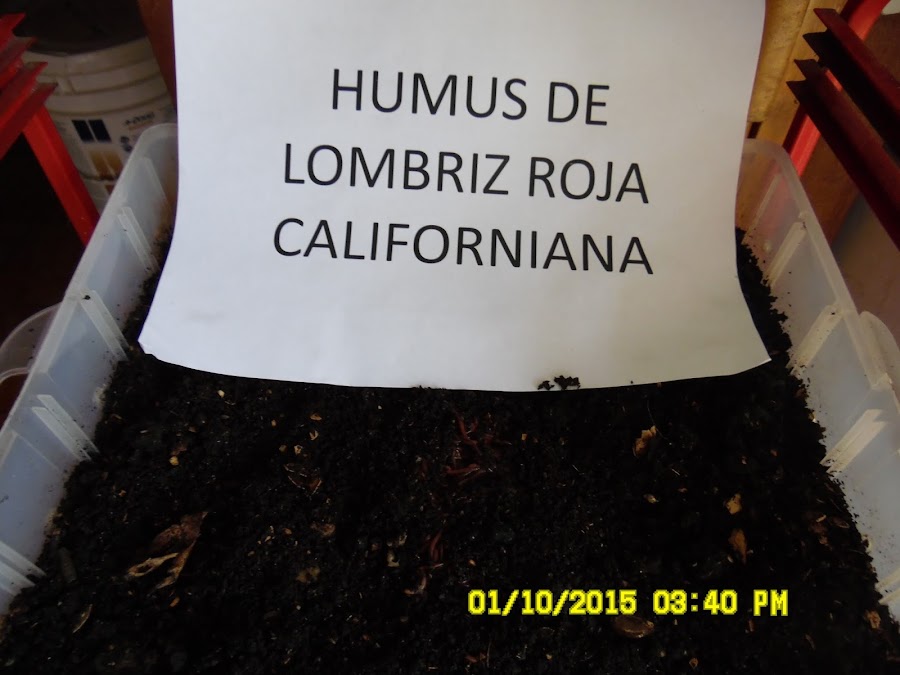 HUMUS DE
LOMBRIZ ROJA
CALIFORNIANA
01/10/2015 03:40 PM